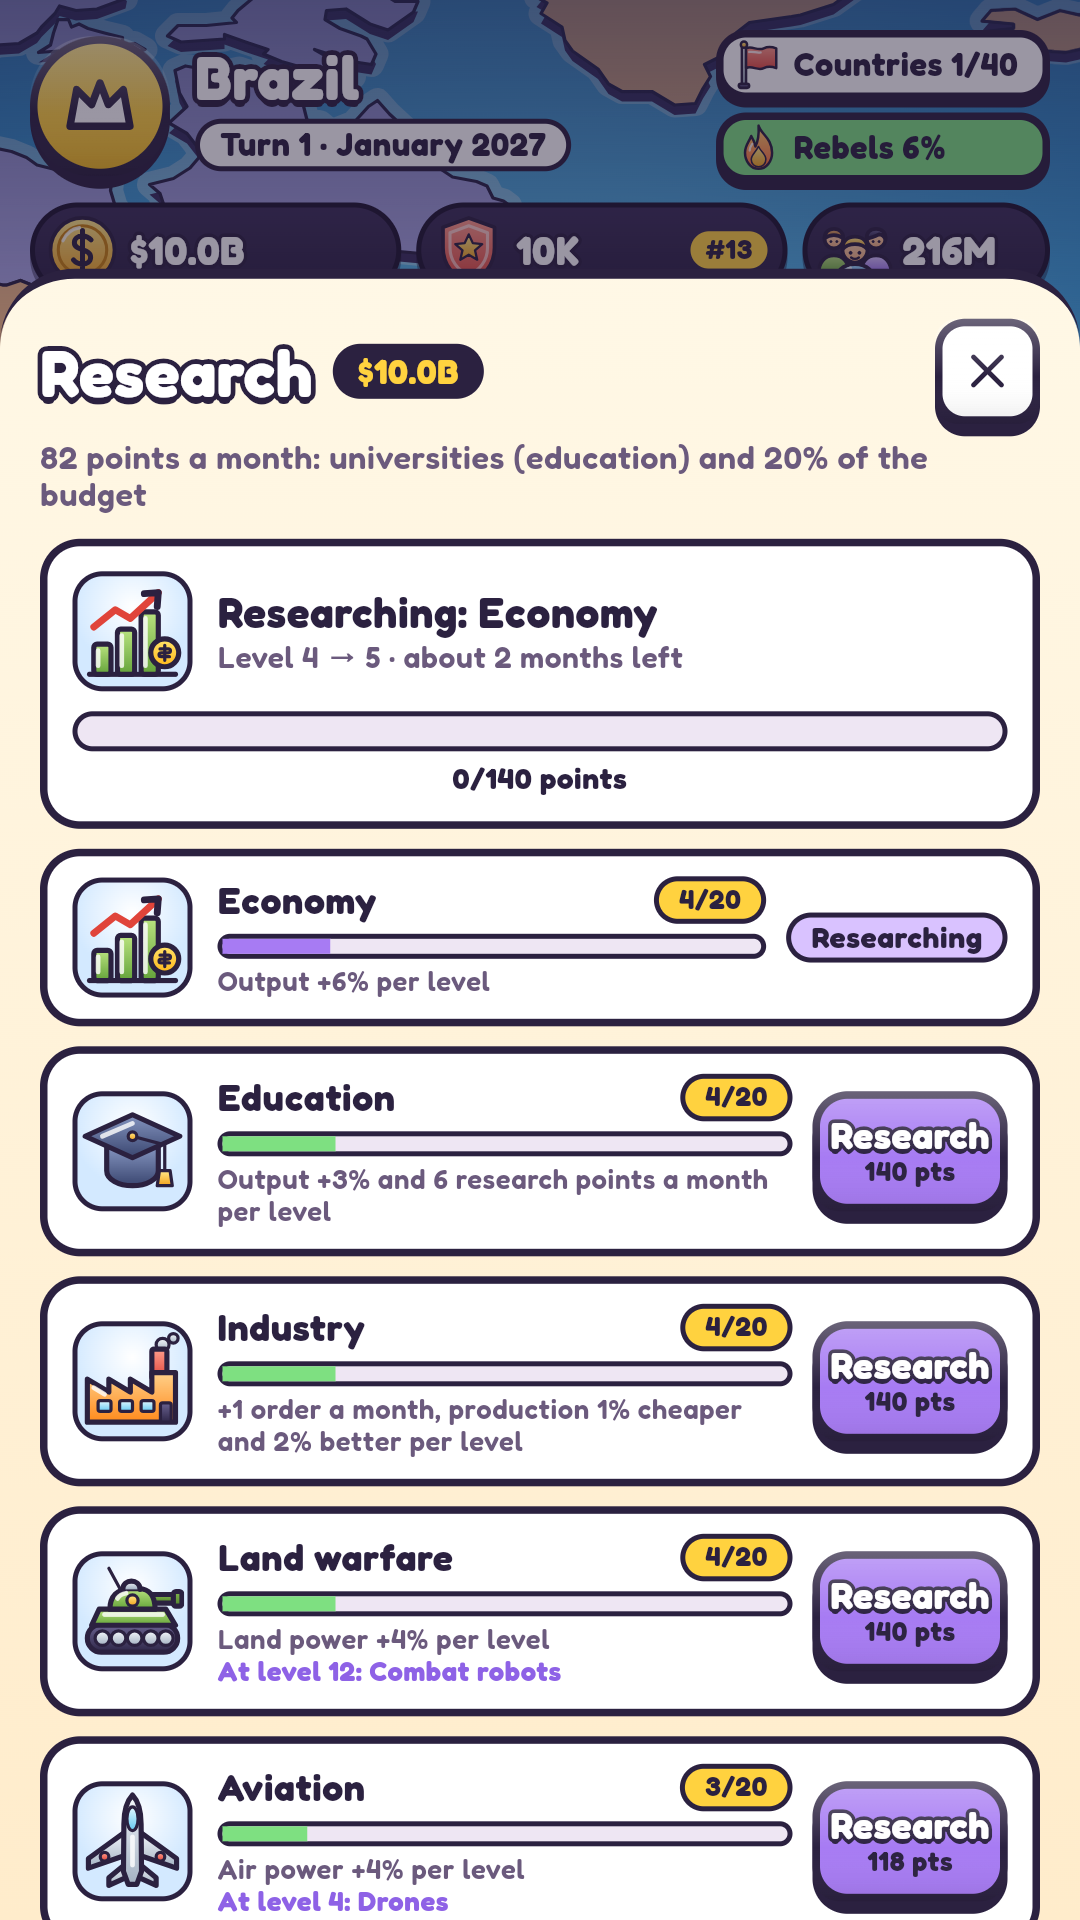 Brazil
Turn 1 · January 2027
Countries 1/40
Rebels 6%
$10.0B
10K
#13
216M
Research
$10.0B
82 points a month: universities (education) and 20% of the
budget
Researching: Economy
Level 4 → 5 · about 2 months left
0/140 points
Economy
4/20
Researching
Output +6% per level
Education
4/20
Output +3% and 6 research points a month
per level
Research
140 pts
Industry
4/20
+1 order a month, production 1% cheaper
and 2% better per level
Research
140 pts
Land warfare
4/20
Land power +4% per level
At level 12: Combat robots
Research
140 pts
Aviation
3/20
Air power +4% per level
At level 4: Drones
Research
118 pts